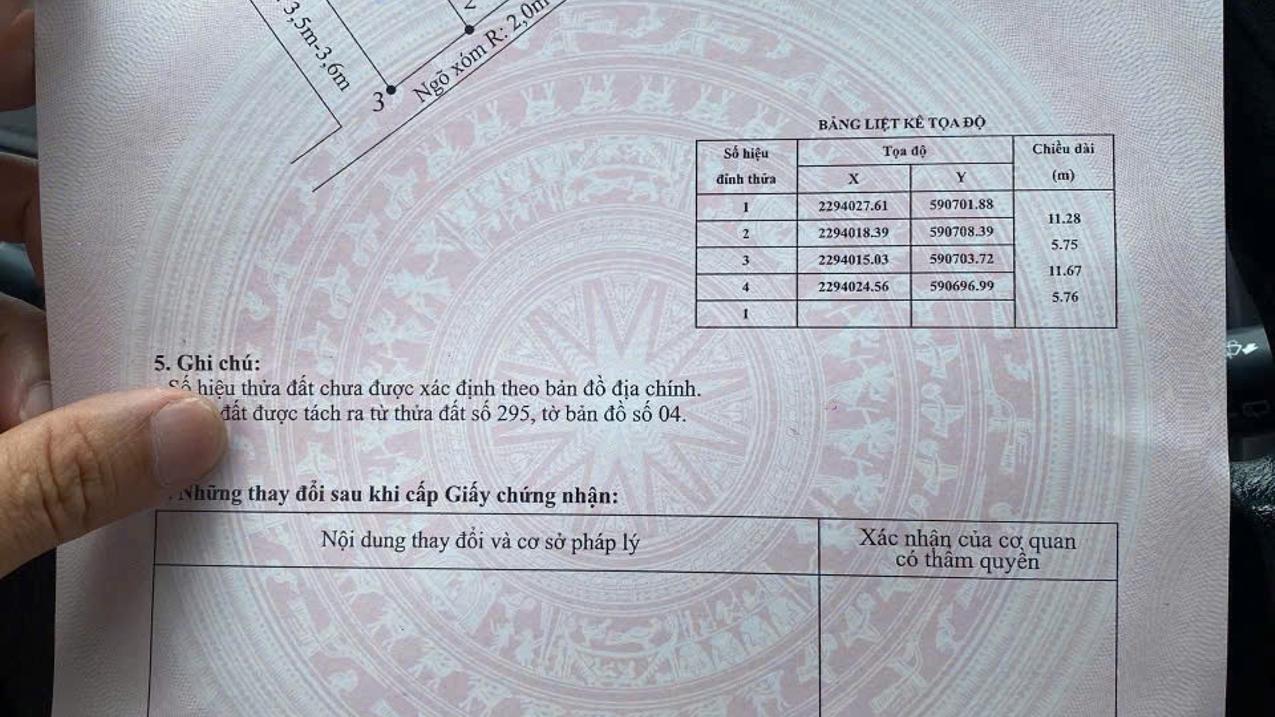 3,5m-3,6m
3
Ngõ xóm R: 2,0m
BẢNG LIỆT KÊ TỌA ĐỘ
Số hiệu đỉnh thửa Tọa độ Chiều dài (m)
X Y
1 2294027.61 590701.88
11.28
2 2294018.39 590708.39
5.75
3 2294015.03 590703.72
11.67
4 2294024.56 590696.99
5.76
1
5. Ghi chú:
Số hiệu thửa đất chưa được xác định theo bản đồ địa chính.
đất được tách ra từ thửa đất số 295, tờ bản đồ số 04.
Những thay đổi sau khi cấp Giấy chứng nhận:
Nội dung thay đổi và cơ sở pháp lý
Xác nhận của cơ quan
có thẩm quyền